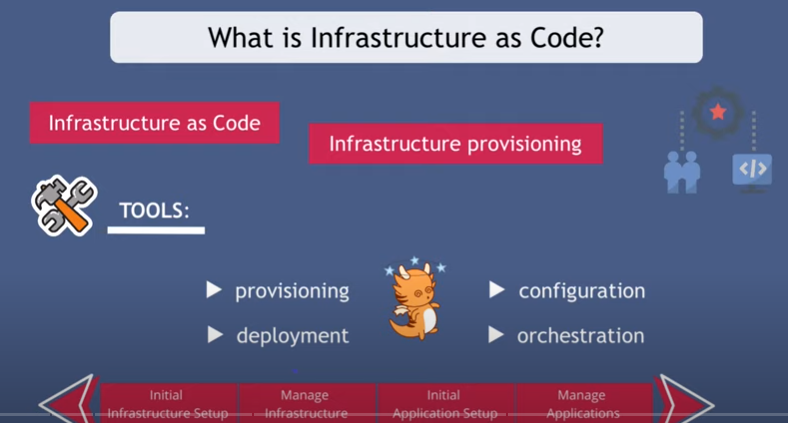 What is Infrastructure as Code?
Infrastructure as Code
Infrastructure provisioning
</>
TOOLS:
provisioning
configuration
deployment
orchestration
Initial
Infrastructure Setup
Manage
Infrastructure
Initial
Application Setup
Manage
Applications